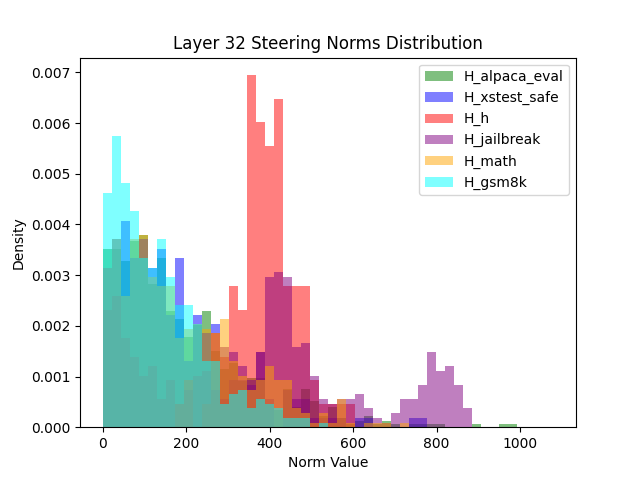 Layer 32 Steering Norms Distribution
0.007
0.006
0.005
0.004
0.003
0.002
0.001
0.000
Density
0
200
400
600
800
1000
Norm Value
H_alpaca_eval
H_xstest_safe
H_h
H_jailbreak
H_math
H_gsm8k